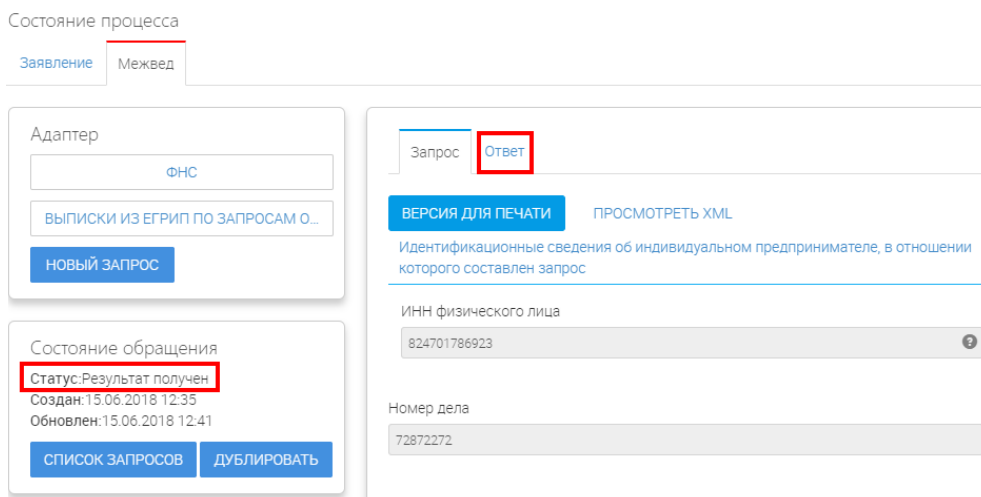 Состояние процесса
Заявление
Межвед
Адаптер
ФНС
ВЫПИСКИ ИЗ ЕГРИП ПО ЗАПРОСАМ О...
НОВЫЙ ЗАПРОС
Состояние обращения
Статус:Результат получен
Создан:15.06.2018 12:35
Обновлен:15.06.2018 12:41
СПИСОК ЗАПРОСОВ
ДУБЛИРОВАТЬ
Запрос
Ответ
ВЕРСИЯ ДЛЯ ПЕЧАТИ
ПРОСМОТРЕТЬ XML
Идентификационные сведения об индивидуальном предпринимателе, в отношении
которого составлен запрос
ИНН физического лица
824701786923
?
Номер дела
72872272